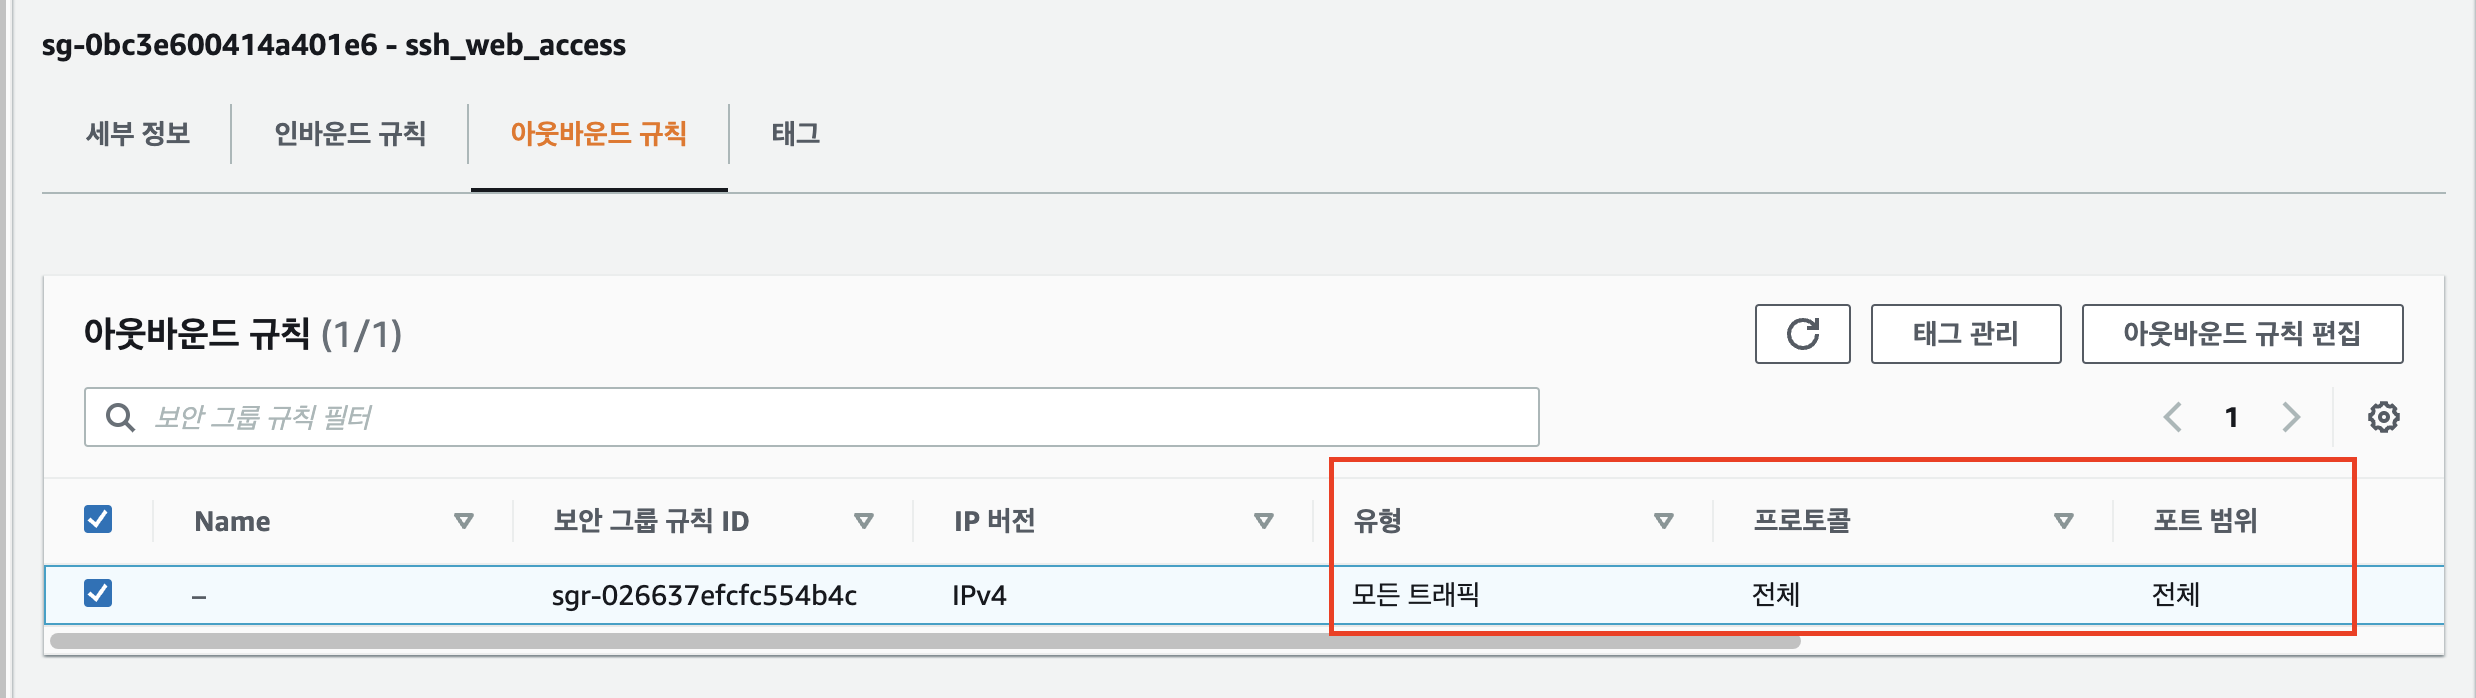 sg-0bc3e600414a401e6 - ssh_web_access
세부 정보 인바운드 규칙 아웃바운드 규칙 태그
아웃바운드 규칙 (1/1) 태그 관리 아웃바운드 규칙 편집
보안 그룹 규칙 필터 1
Name 보안 그룹 규칙 ID IP 버전 유형 프로토콜 포트 범위
– sgr-026637efcfc554b4c IPv4 모든 트래픽 전체 전체